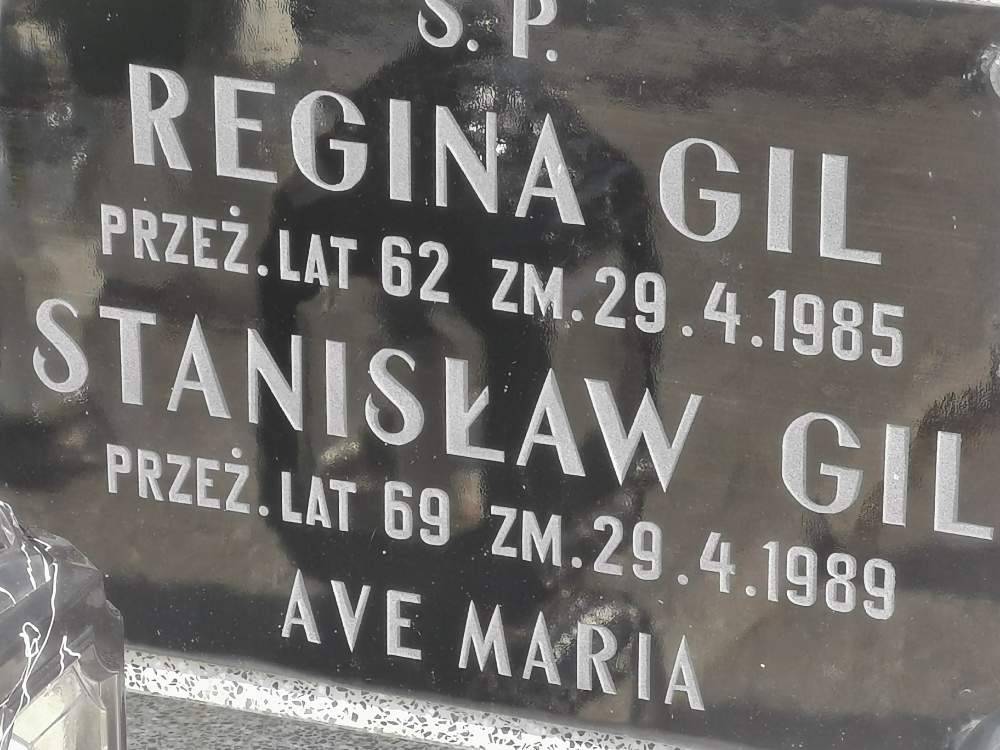 Ś. P.
REGINA GIL
PRZEŻ. LAT 62 ZM. 29.4.1985
STANISŁAW GIL
PRZEŻ. LAT 69 ZM. 29.4.1989
AVE MARIA